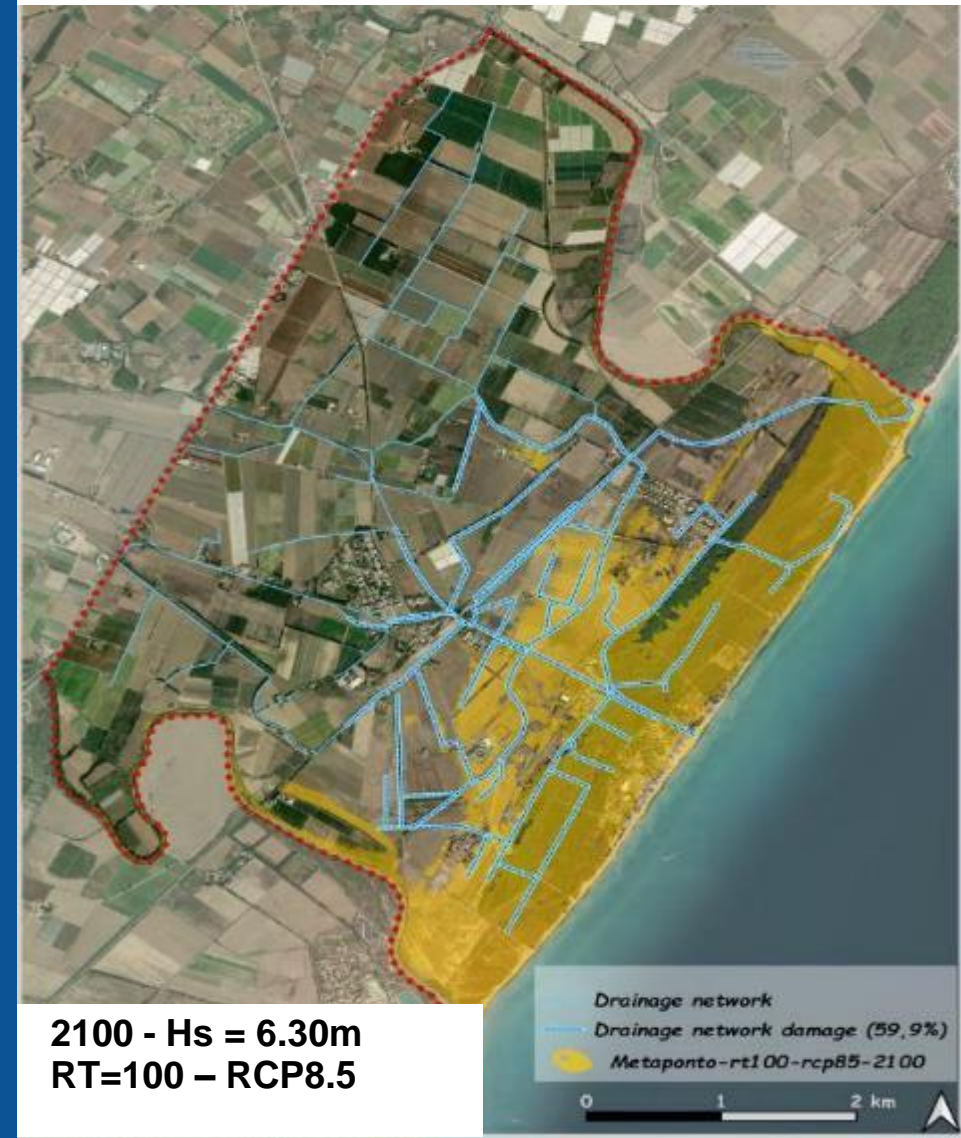 Drainage network
Drainage network damage (59,9%)
Metaponto-rt100-rcp85-2100
0 1 2 km
2100 - Hs = 6.30m
RT=100 – RCP8.5